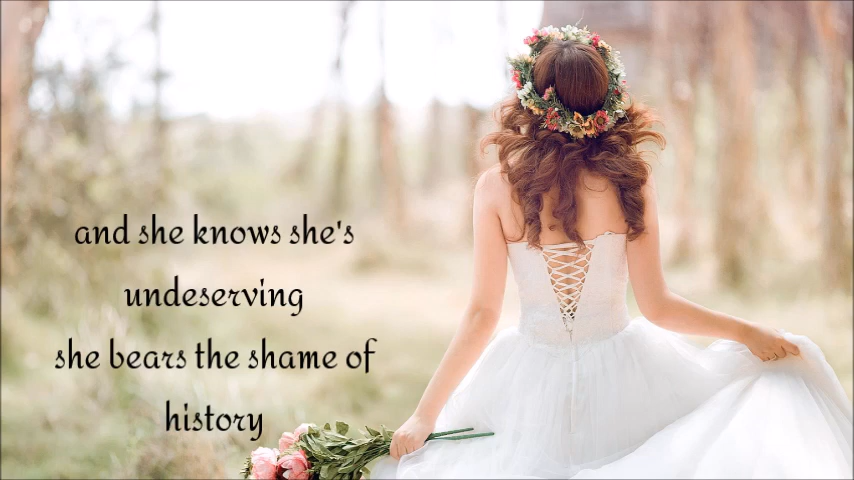 and she knows she's
undeserving
she bears the shame of
history